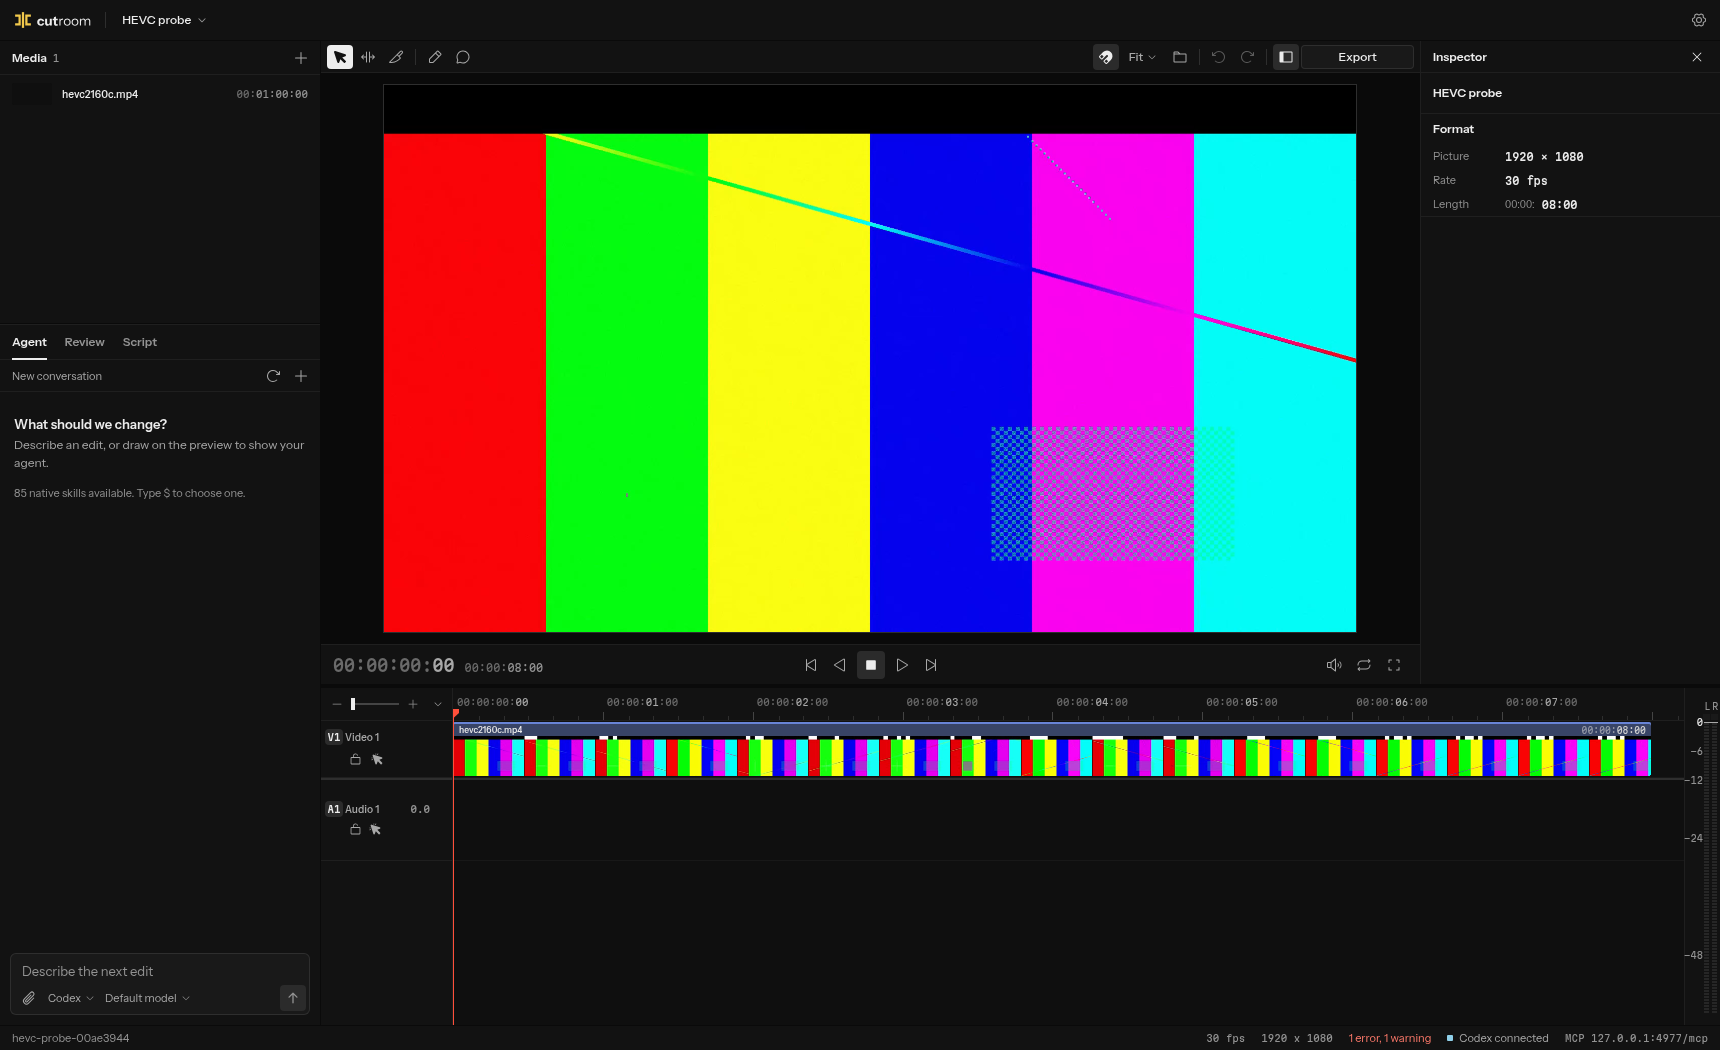 cutroom
HEVC probe
Media 1
hevc2160c.mp4 00:01:00:00
Agent Review Script
New conversation
What should we change?
Describe an edit, or draw on the preview to show your
agent.
85 native skills available. Type $ to choose one.
Describe the next edit
Codex Default model
hevc-probe-00ae3944
Fit
Export
00:00:00:00 00:00:08:00
00:00:00:00 00:00:01:00 00:00:02:00 00:00:03:00 00:00:04:00 00:00:05:00 00:00:06:00 00:00:07:00
V1 Video 1
hevc2160c.mp4 00:00:08:00
A1 Audio 1 0.0
L R
0
-6
-12
-24
-48
Inspector
HEVC probe
Format
Picture 1920 × 1080
Rate 30 fps
Length 00:00:08:00
30 fps 1920 x 1080 1 error, 1 warning Codex connected MCP 127.0.0.1:4977/mcp